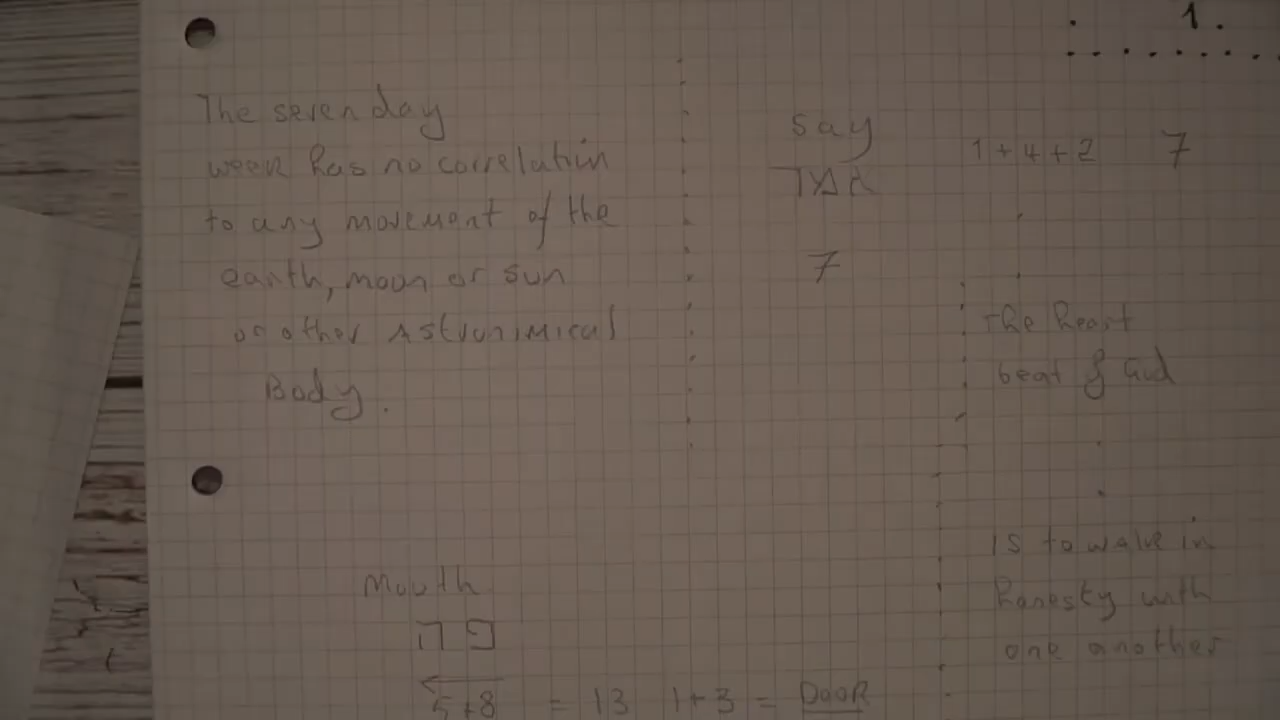 1.
The seven day
week has no correlation
to any movement of the
earth, moon or sun
or other Astronimical
Body.
say
1+4+2 7
7
The heart
beat of God
is to walk in
honesty with
one another
Mouth
פה
5+8 = 13 1+3 = DOOR